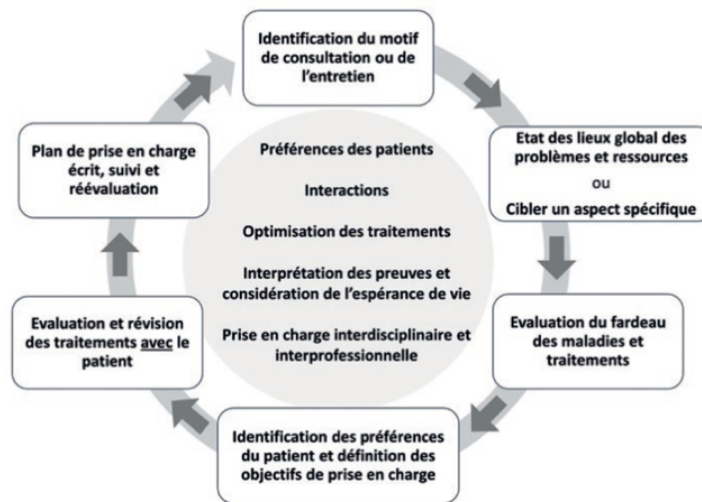 Identification du motif
de consultation ou de
l'entretien
Etat des lieux global des
problèmes et ressources
ou
Cibler un aspect spécifique
Evaluation du fardeau
des maladies et
traitements
Identification des préférences
du patient et définition des
objectifs de prise en charge
Evaluation et révision
des traitements avec le
patient
Plan de prise en charge
écrit, suivi et
réévaluation
Préférences des patients
Interactions
Optimisation des traitements
Interprétation des preuves et
considération de l'espérance de vie
Prise en charge interdisciplinaire et
interprofessionnelle